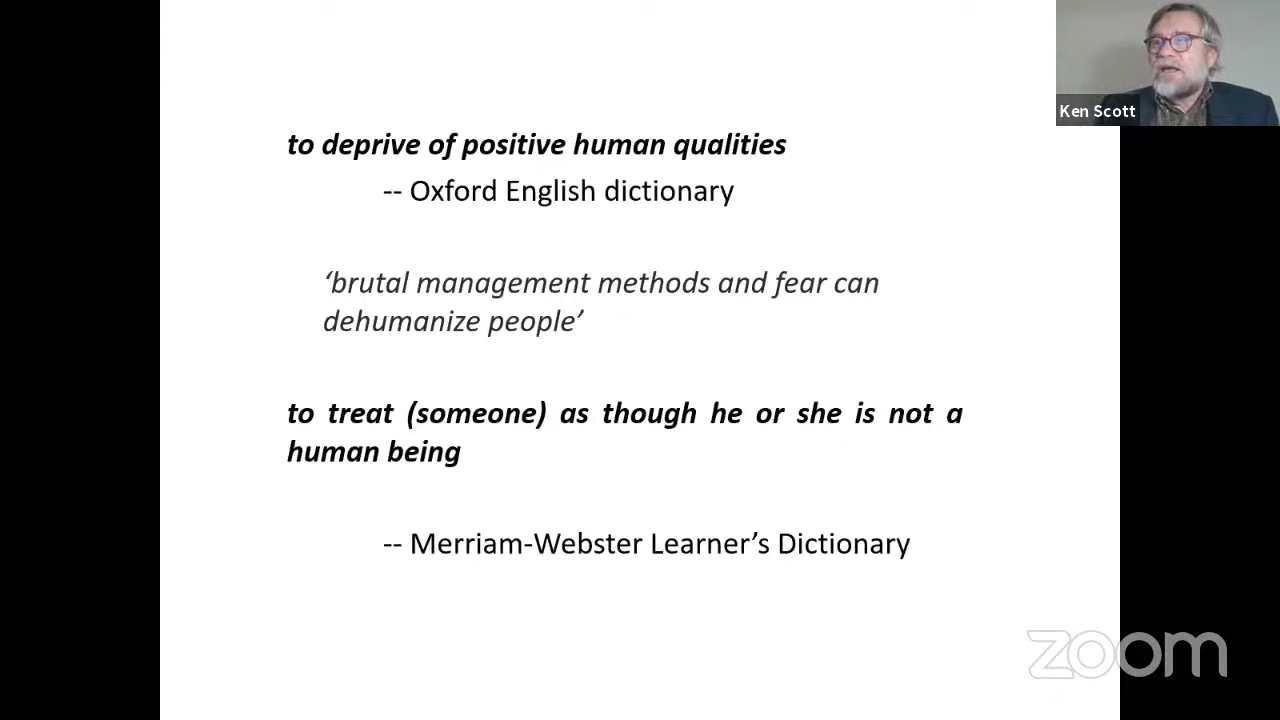 Ken Scott
to deprive of positive human qualities
-- Oxford English dictionary
‘brutal management methods and fear can
dehumanize people’
to treat (someone) as though he or she is not a
human being
-- Merriam-Webster Learner’s Dictionary
zoom